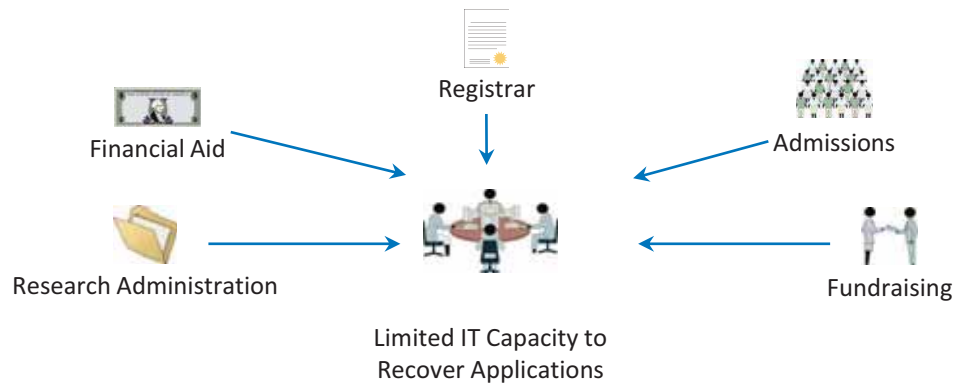 Registrar
Financial Aid
Admissions
Research Administration
Fundraising
Limited IT Capacity to
Recover Applications